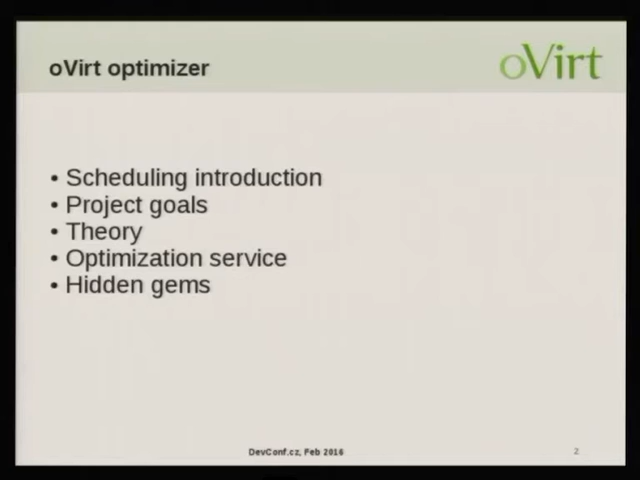 oVirt optimizer
oVirt
• Scheduling introduction
• Project goals
• Theory
• Optimization service
• Hidden gems
DevConf.cz, Feb 2016
2